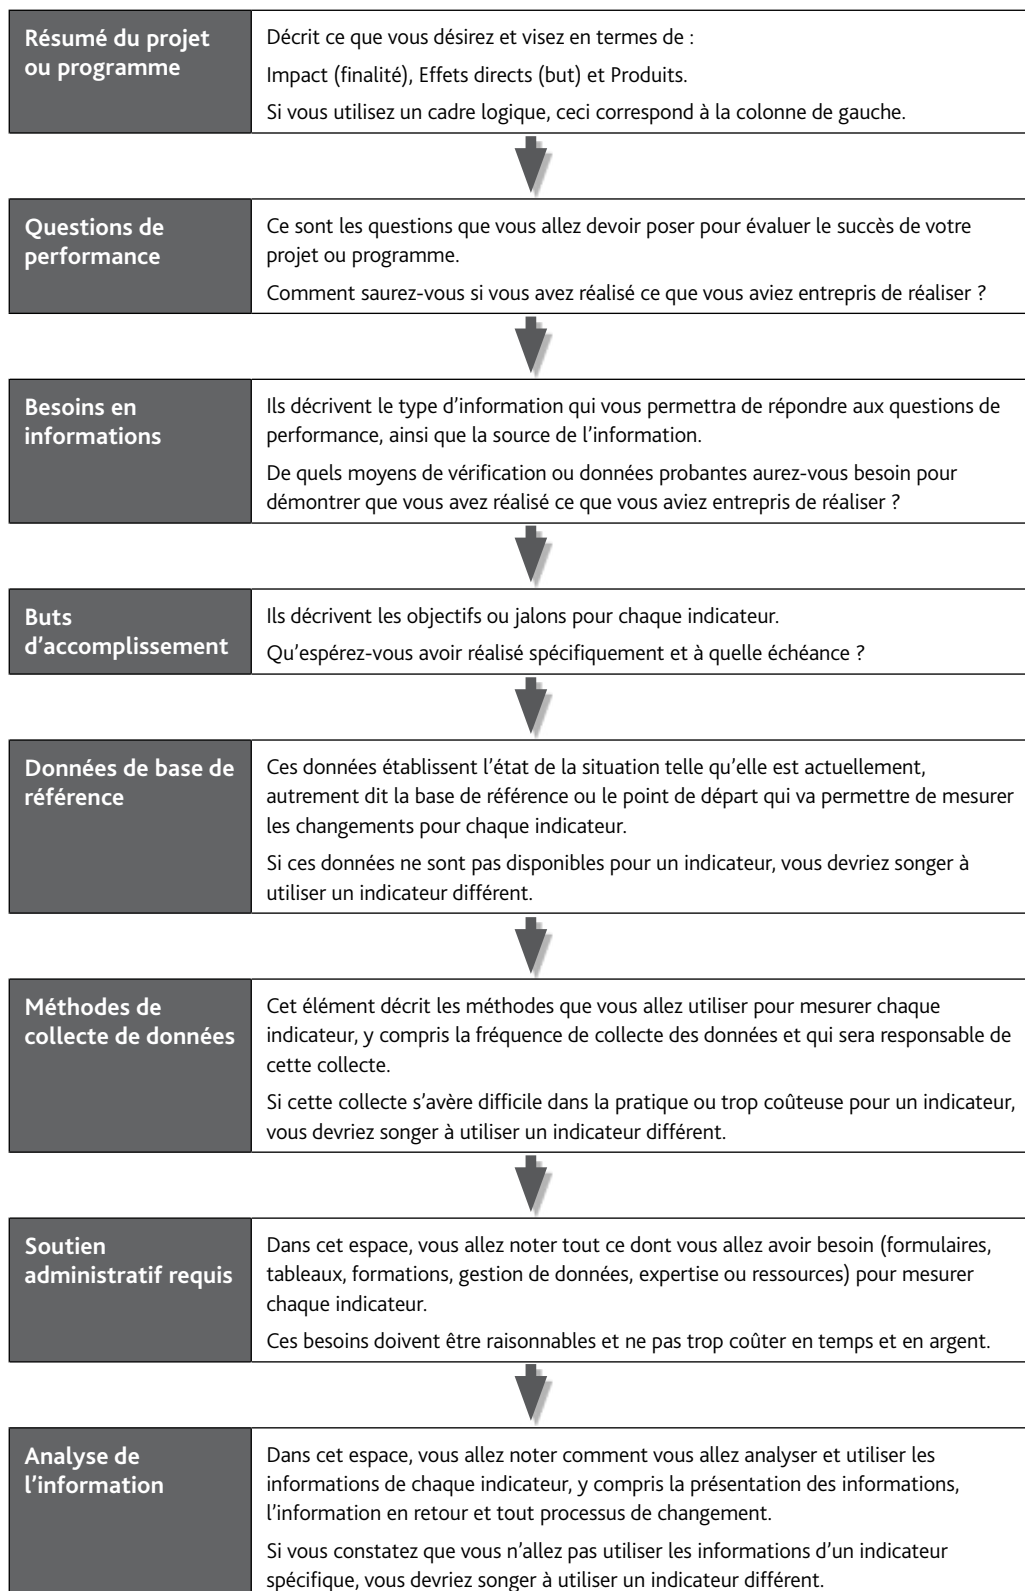 Résumé du projet
ou programme
Décrit ce que vous désirez et visez en termes de :
Impact (finalité), Effets directs (but) et Produits.
Si vous utilisez un cadre logique, ceci correspond à la colonne de gauche.
Questions de
performance
Ce sont les questions que vous allez devoir poser pour évaluer le succès de votre
projet ou programme.
Comment saurez-vous si vous avez réalisé ce que vous aviez entrepris de réaliser ?
Besoins en
informations
Ils décrivent le type d’information qui vous permettra de répondre aux questions de
performance, ainsi que la source de l’information.
De quels moyens de vérification ou données probantes aurez-vous besoin pour
démontrer que vous avez réalisé ce que vous aviez entrepris de réaliser ?
Buts
d’accomplissement
Ils décrivent les objectifs ou jalons pour chaque indicateur.
Qu’espérez-vous avoir réalisé spécifiquement et à quelle échéance ?
Données de base de
référence
Ces données établissent l’état de la situation telle qu’elle est actuellement,
autrement dit la base de référence ou le point de départ qui va permettre de mesurer
les changements pour chaque indicateur.
Si ces données ne sont pas disponibles pour un indicateur, vous devriez songer à
utiliser un indicateur différent.
Méthodes de
collecte de données
Cet élément décrit les méthodes que vous allez utiliser pour mesurer chaque
indicateur, y compris la fréquence de collecte des données et qui sera responsable de
cette collecte.
Si cette collecte s’avère difficile dans la pratique ou trop coûteuse pour un indicateur,
vous devriez songer à utiliser un indicateur différent.
Soutien
administratif requis
Dans cet espace, vous allez noter tout ce dont vous allez avoir besoin (formulaires,
tableaux, formations, gestion de données, expertise ou ressources) pour mesurer
chaque indicateur.
Ces besoins doivent être raisonnables et ne pas trop coûter en temps et en argent.
Analyse de
l’information
Dans cet espace, vous allez noter comment vous allez analyser et utiliser les
informations de chaque indicateur, y compris la présentation des informations,
l’information en retour et tout processus de changement.
Si vous constatez que vous n’allez pas utiliser les informations d’un indicateur
spécifique, vous devriez songer à utiliser un indicateur différent.